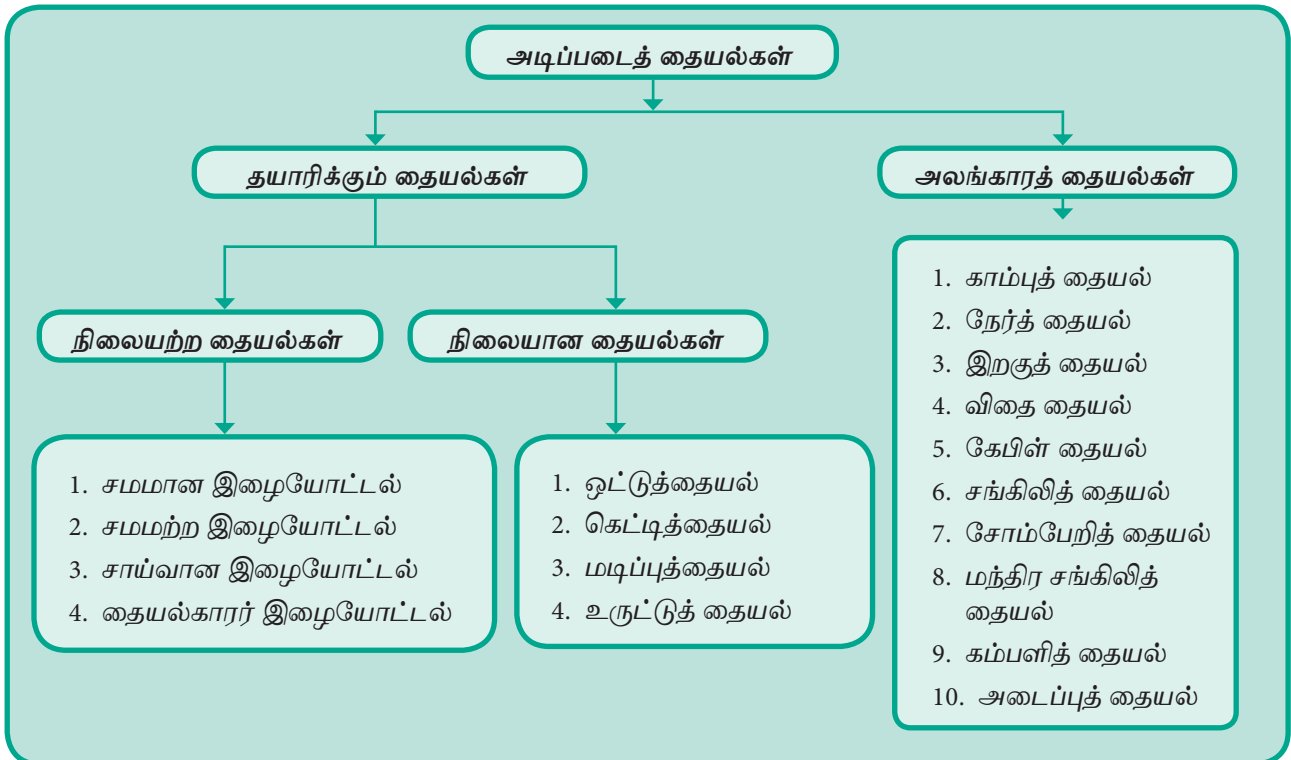 அடிப்படைத் தையல்கள்
தயாரிக்கும் தையல்கள்
அலங்காரத் தையல்கள்
நிலையற்ற தையல்கள்
நிலையான தையல்கள்
1. சமமான இழையோட்டல்
2. சமமற்ற இழையோட்டல்
3. சாய்வான இழையோட்டல்
4. தையல்காரர் இழையோட்டல்
1. ஒட்டுத்தையல்
2. கெட்டித்தையல்
3. மடிப்புத்தையல்
4. உருட்டுத் தையல்
1. காம்புத் தையல்
2. நேர்த் தையல்
3. இறகுத் தையல்
4. விதை தையல்
5. கேபிள் தையல்
6. சங்கிலித் தையல்
7. சோம்பேறித் தையல்
8. மந்திர சங்கிலித்
தையல்
9. கம்பளித் தையல்
10. அடைப்புத் தையல்